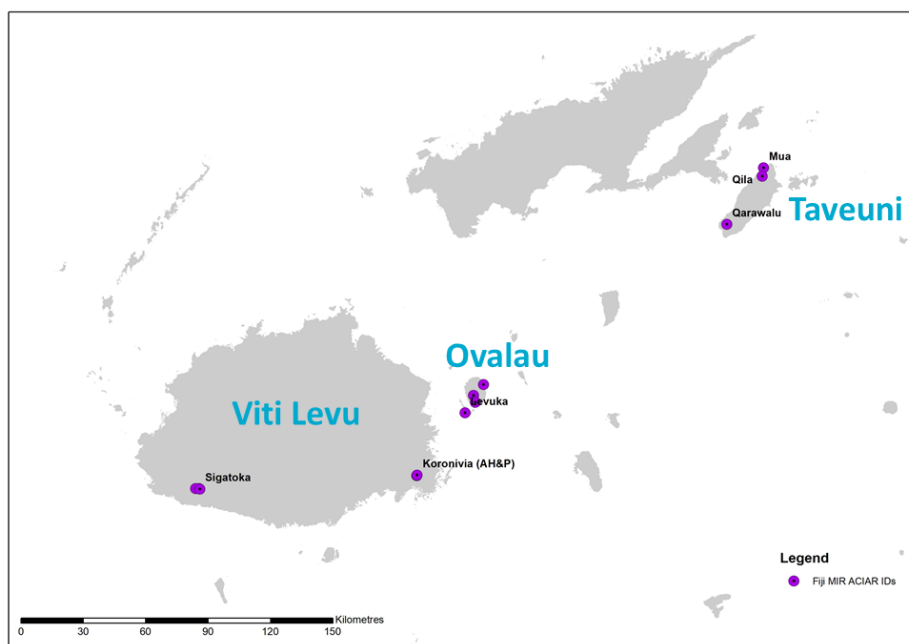 Mua
Qila
Taveuni
Qarawalu
Ovalau
Levuka
Viti Levu
Koronivia (AH&P)
Sigatoka
Legend
Fiji MIR ACIAR IDs
Kilometres
0 30 60 90 120 150